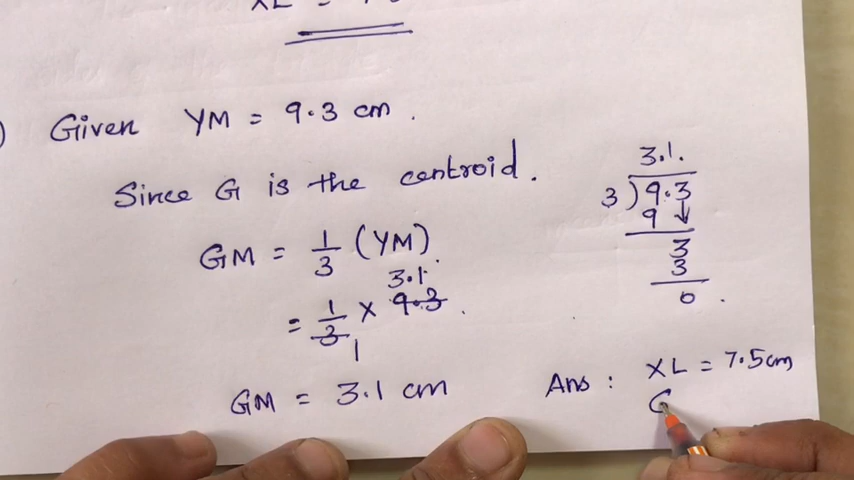 XL =
) Given YM = 9.3 cm.
Since G is the centroid.
GM = 1/3 (YM).
3.1
= 1/3 × 9.3.
1
GM = 3.1 cm
3.1.
3 ) 9.3
9 ↓
3
3
0.
Ans : XL = 7.5cm
G